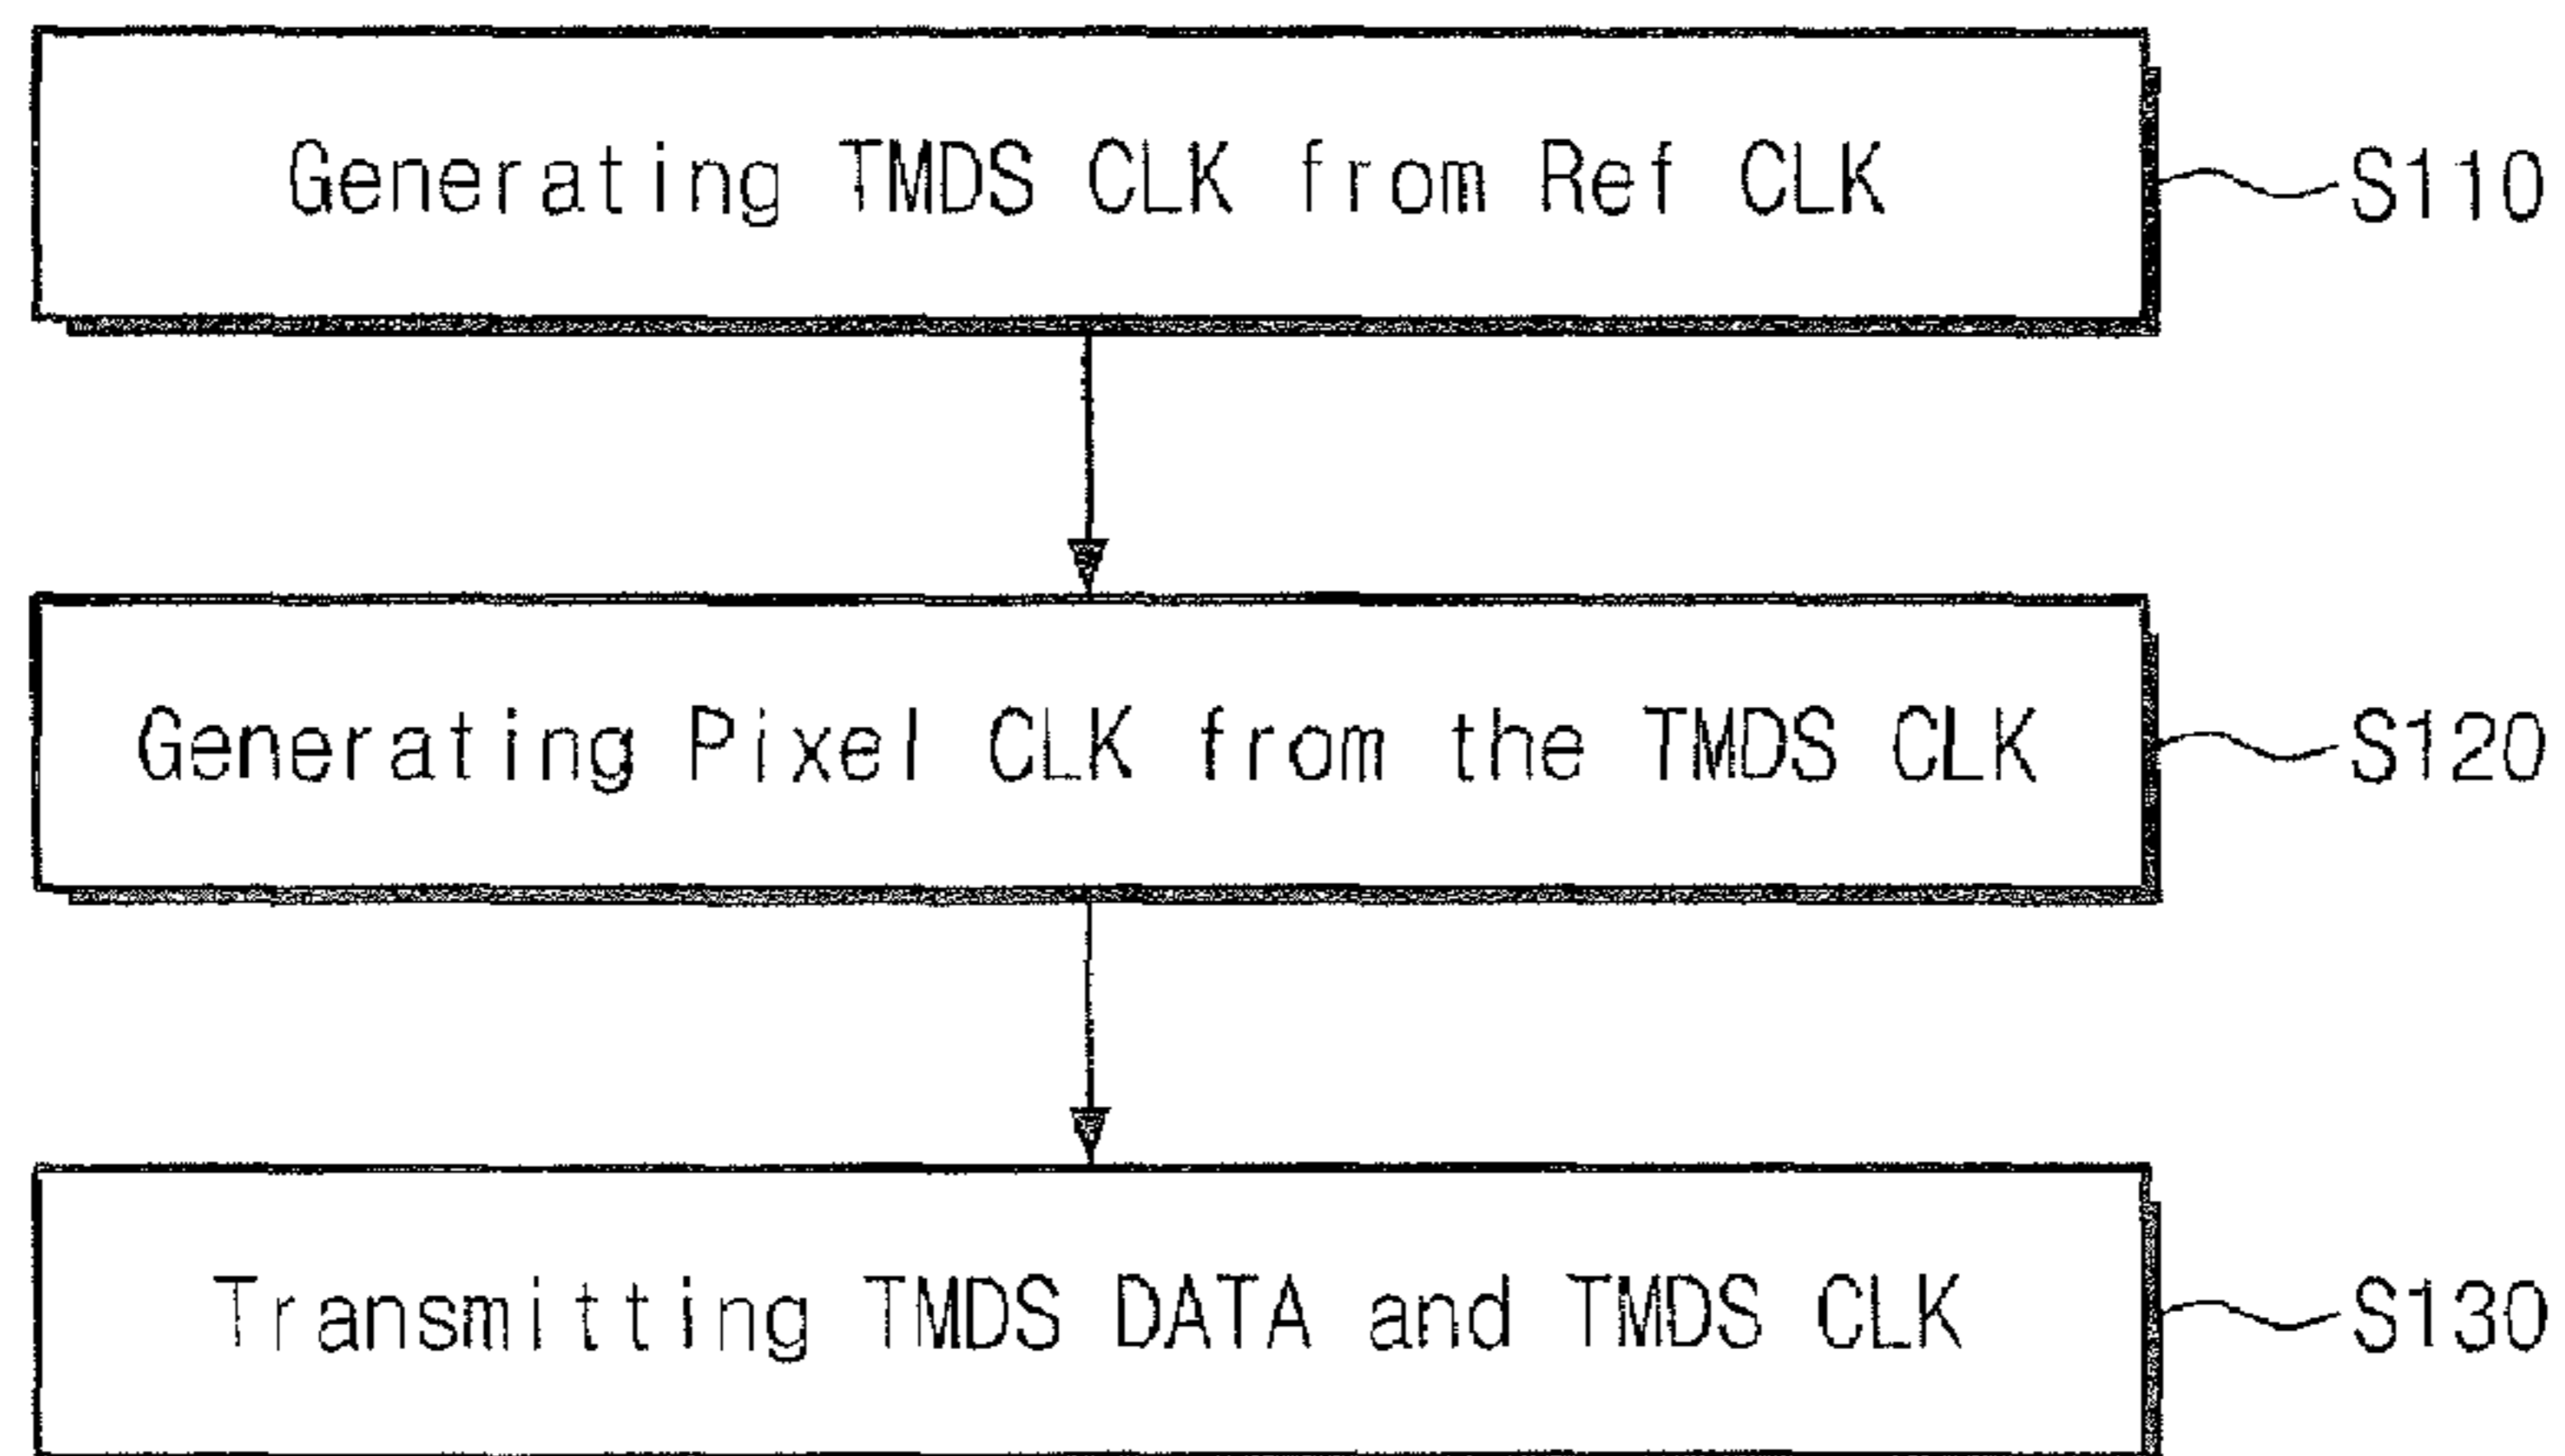 Generating TMDS CLK from Ref CLK
S110
Generating Pixel CLK from the TMDS CLK
S120
Transmitting TMDS DATA and TMDS CLK
S130